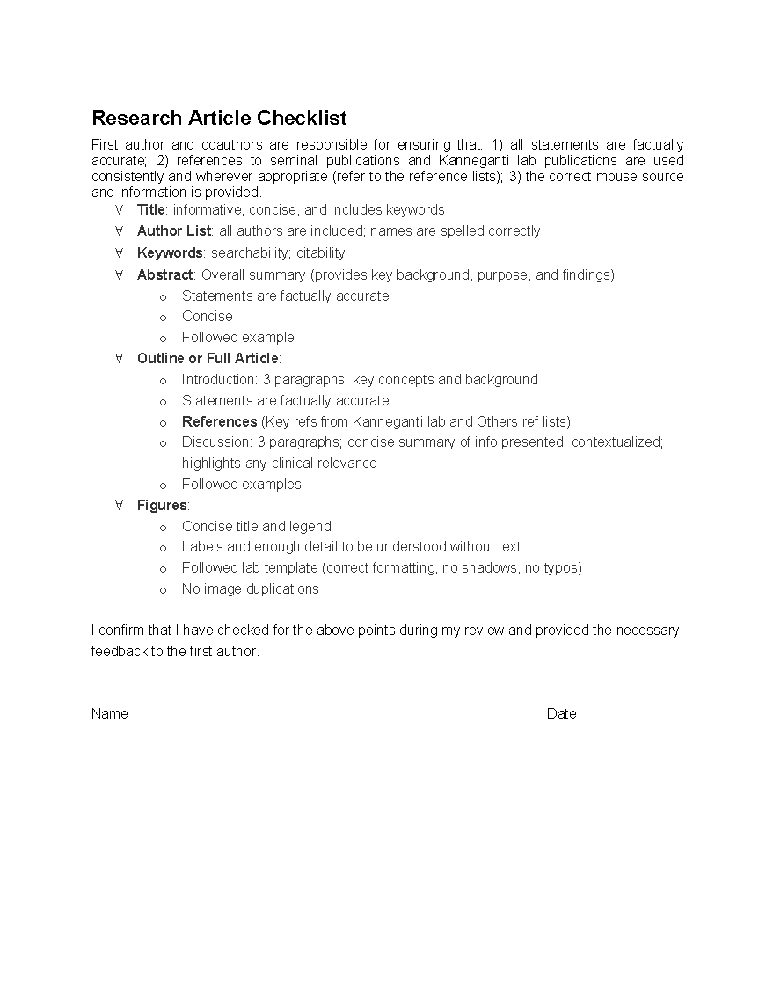 Research Article Checklist
First author and coauthors are responsible for ensuring that: 1) all statements are factually
accurate; 2) references to seminal publications and Kanneganti lab publications are used
consistently and wherever appropriate (refer to the reference lists); 3) the correct mouse source
and information is provided.
∀ Title: informative, concise, and includes keywords
∀ Author List: all authors are included; names are spelled correctly
∀ Keywords: searchability; citability
∀ Abstract: Overall summary (provides key background, purpose, and findings)
o Statements are factually accurate
o Concise
o Followed example
∀ Outline or Full Article:
o Introduction: 3 paragraphs; key concepts and background
o Statements are factually accurate
o References (Key refs from Kanneganti lab and Others ref lists)
o Discussion: 3 paragraphs; concise summary of info presented; contextualized;
highlights any clinical relevance
o Followed examples
∀ Figures:
o Concise title and legend
o Labels and enough detail to be understood without text
o Followed lab template (correct formatting, no shadows, no typos)
o No image duplications
I confirm that I have checked for the above points during my review and provided the necessary
feedback to the first author.
Name Date